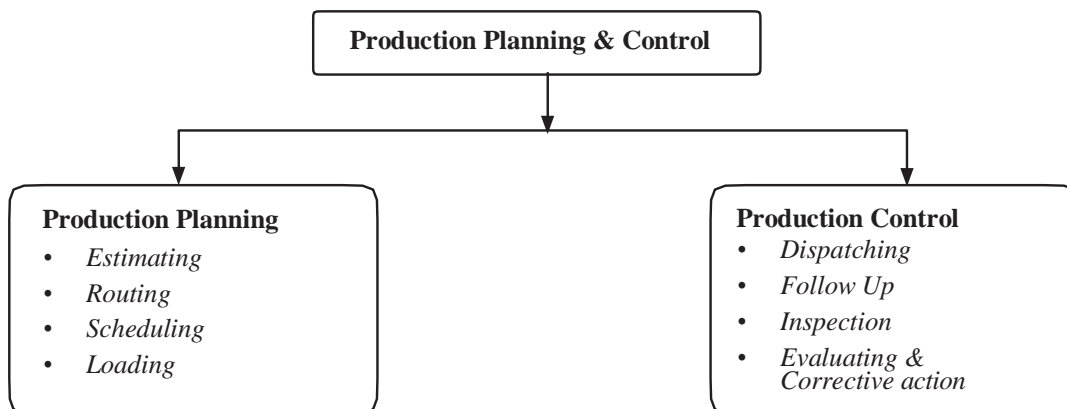 Production Planning & Control
Production Planning
• Estimating
• Routing
• Scheduling
• Loading
Production Control
• Dispatching
• Follow Up
• Inspection
• Evaluating &
Corrective action